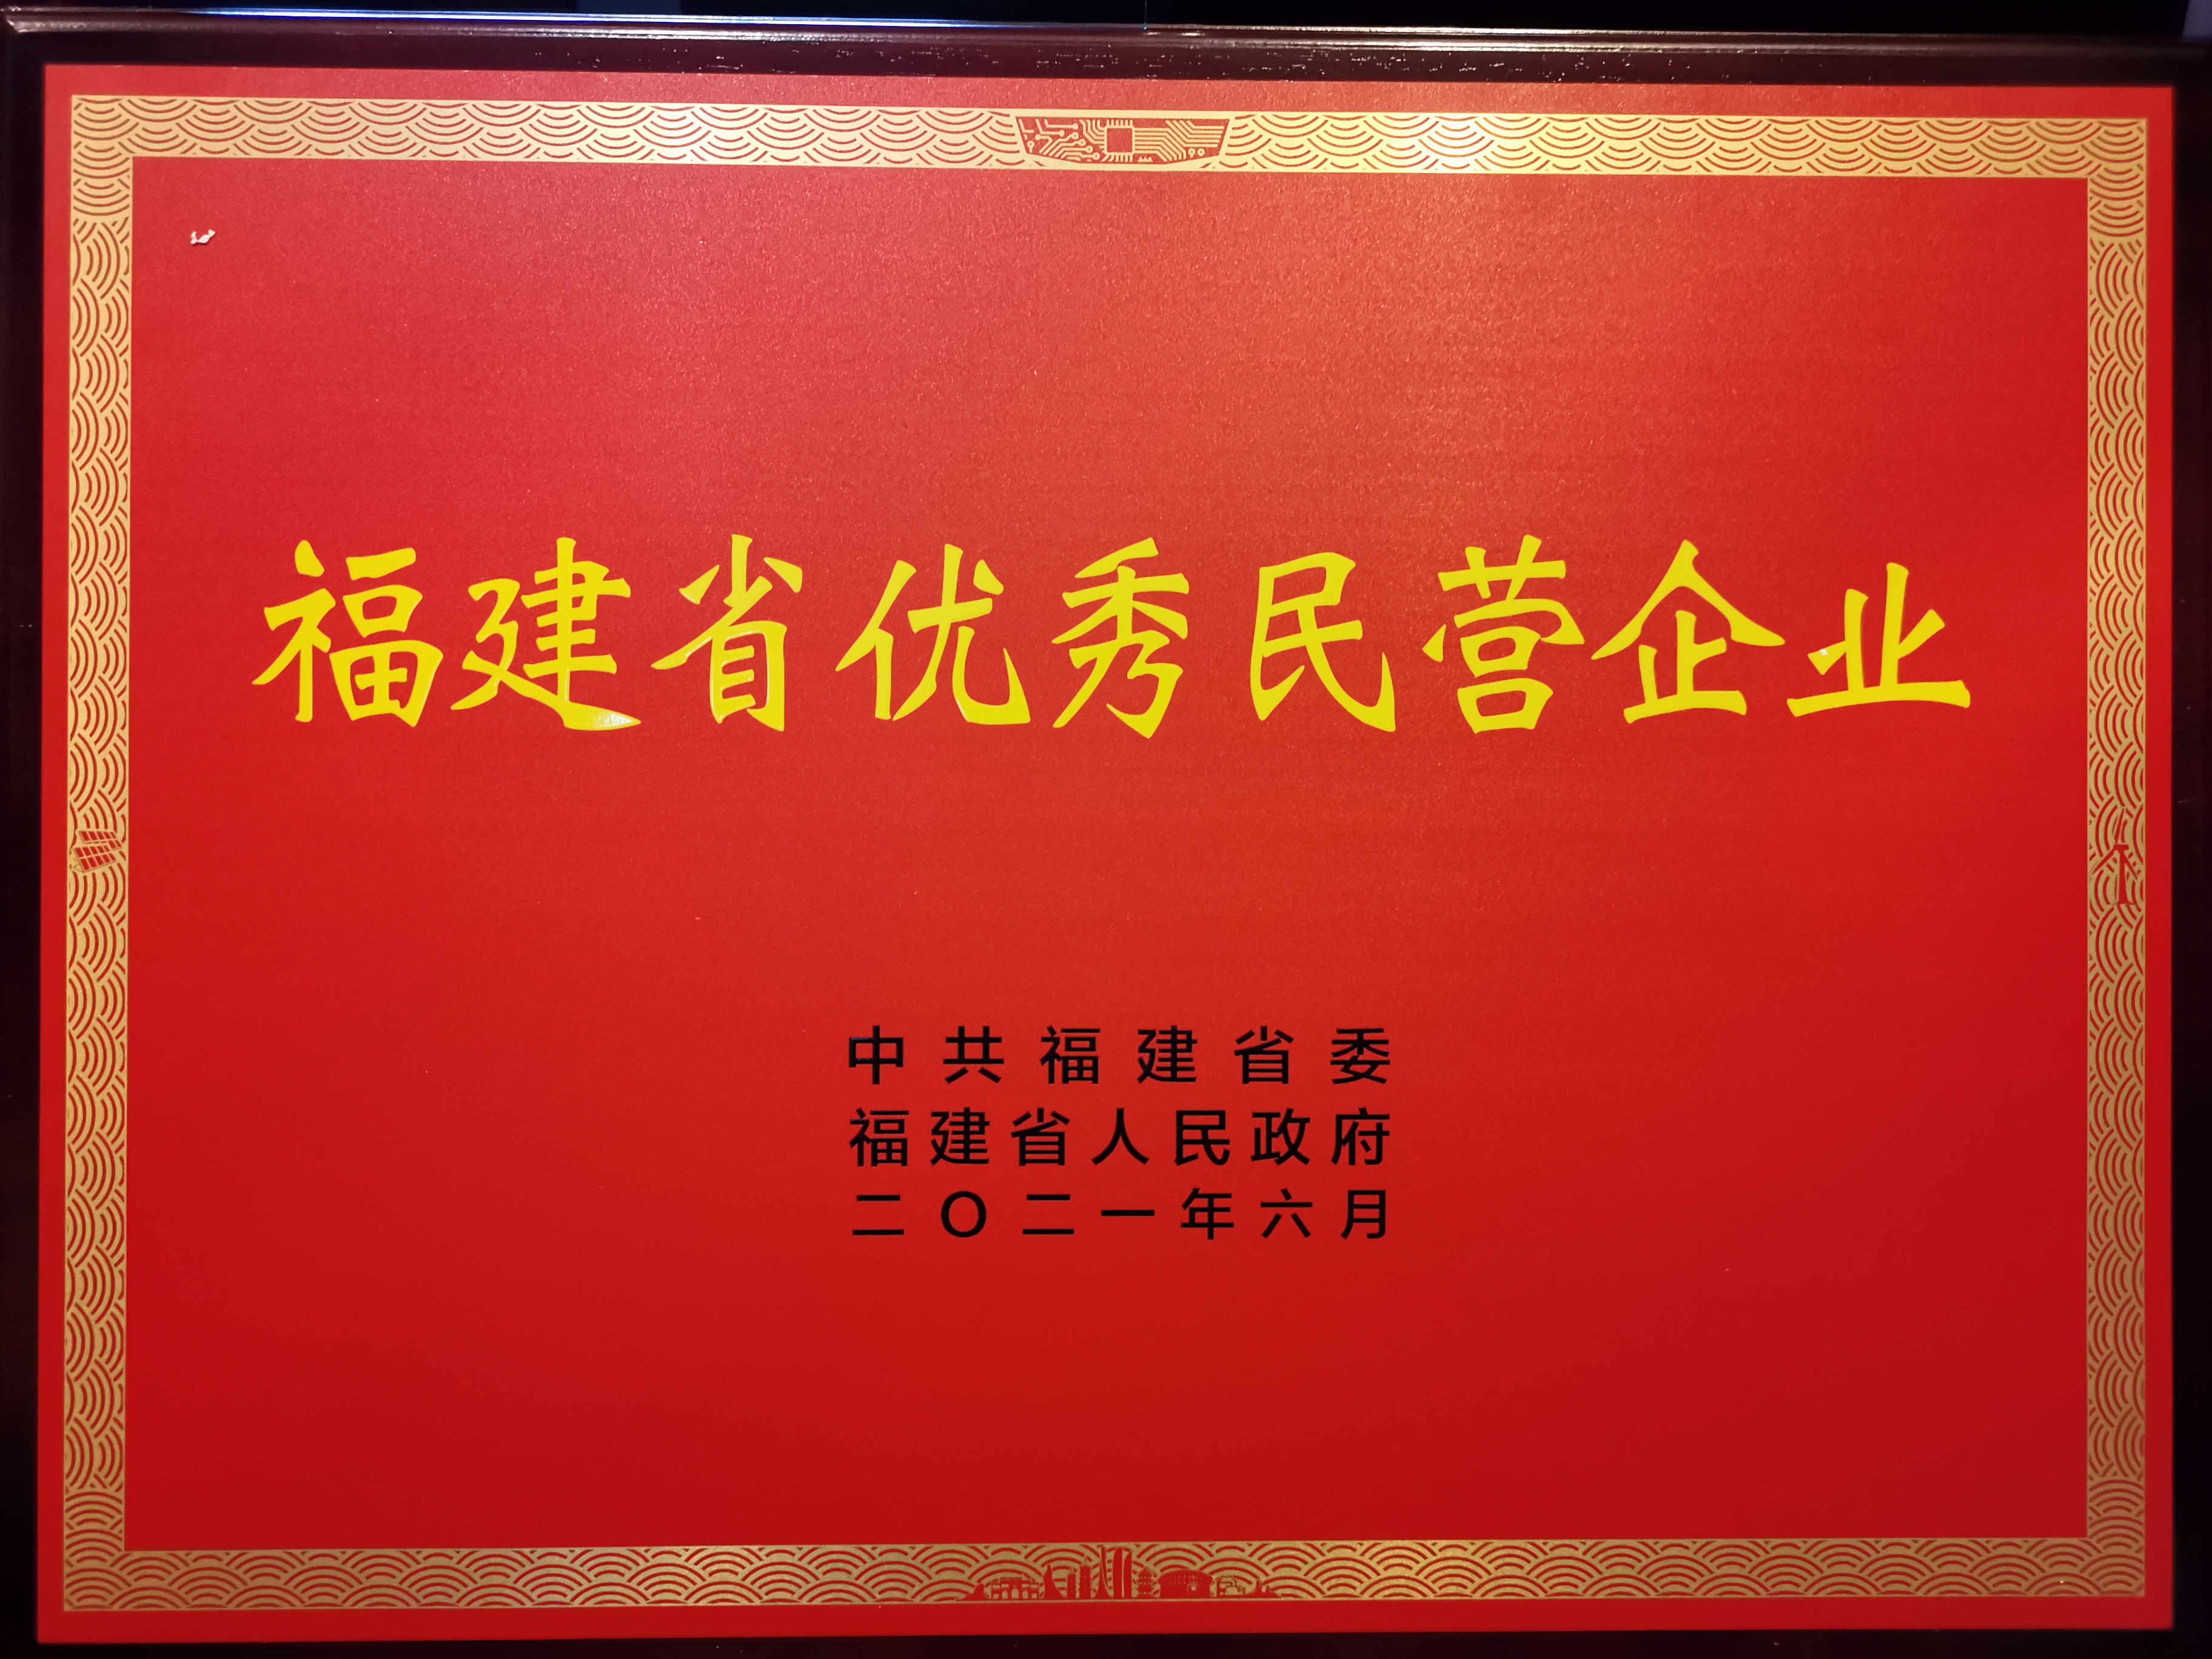 福建省优秀民营企业
中共福建省委
福建省人民政府
二〇二一年六月